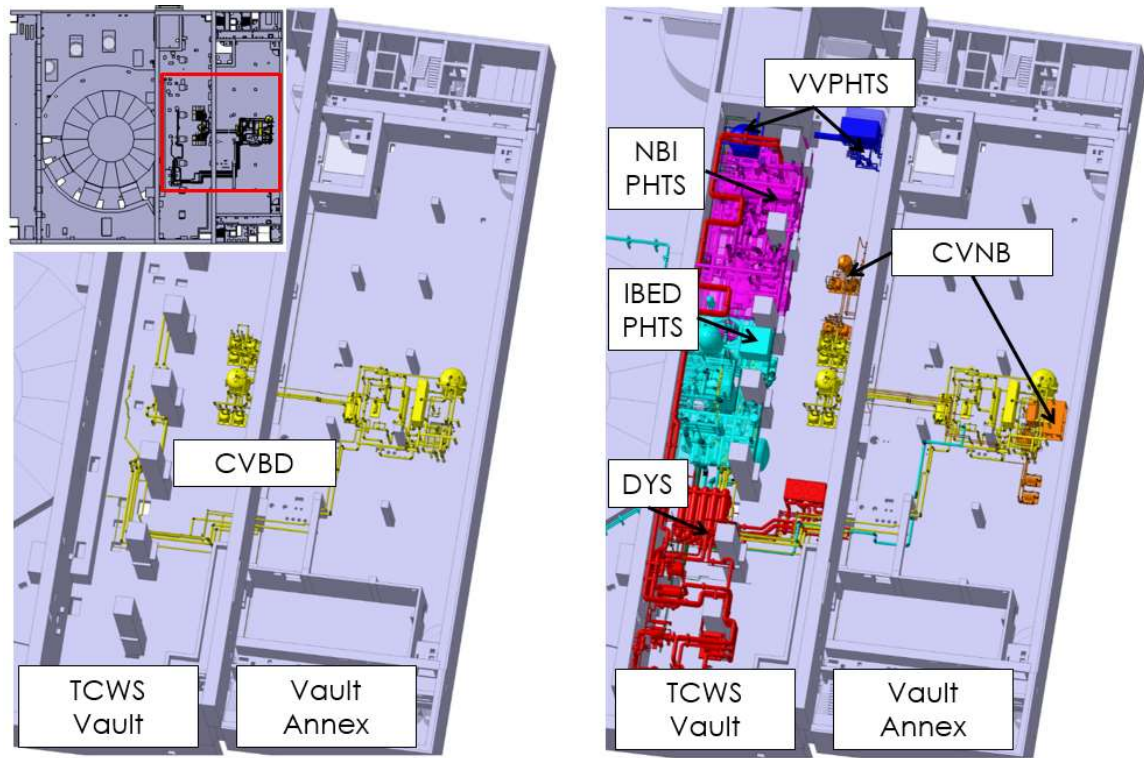 CVBD
TCWS
Vault
Vault
Annex
VVPHTS
NBI
PHTS
CVNB
IBED
PHTS
DYS
TCWS
Vault
Vault
Annex